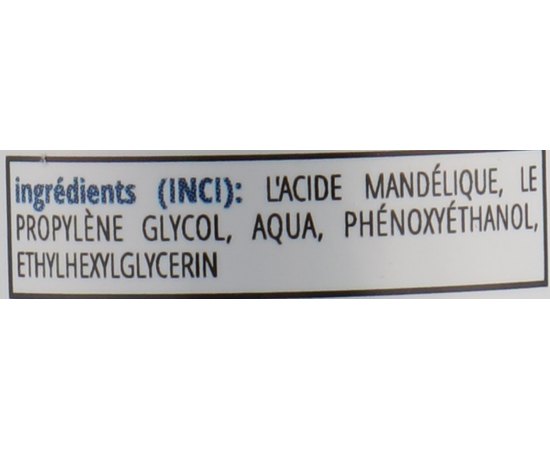 ingrédients (INCI): L'ACIDE MANDÉLIQUE, LE
PROPYLÈNE GLYCOL, AQUA, PHÉNOXYÉTHANOL,
ETHYLHEXYLGLYCERIN